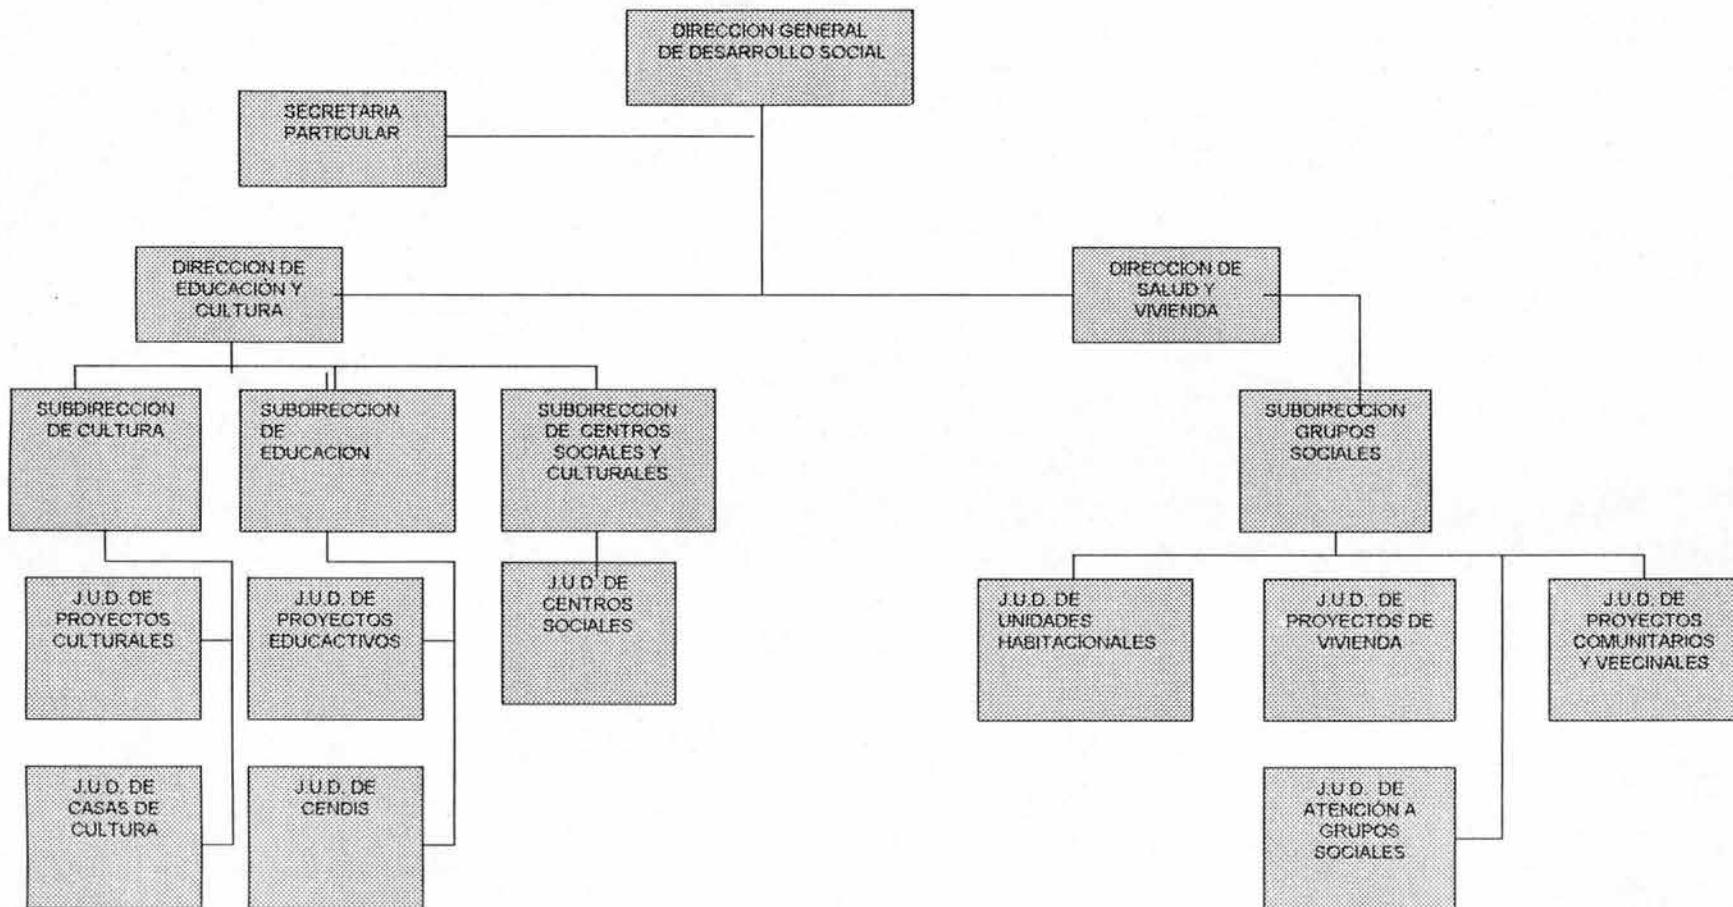 DIRECCION GENERAL
DE DESARROLLO SOCIAL
SECRETARIA
PARTICULAR
DIRECCION DE
EDUCACIÓN Y
CULTURA
DIRECCION DE
SALUD Y
VIVIENDA
SUBDIRECCION
DE CULTURA
SUBDIRECCION
DE
EDUCACION
SUBDIRECCION
DE CENTROS
SOCIALES Y
CULTURALES
SUBDIRECCION
GRUPOS
SOCIALES
J.U.D. DE
PROYECTOS
CULTURALES
J.U.D. DE
PROYECTOS
EDUCACTIVOS
J.U.D. DE
CENTROS
SOCIALES
J.U.D. DE
UNIDADES
HABITACIONALES
J.U.D. DE
PROYECTOS DE
VIVIENDA
J.U.D. DE
PROYECTOS
COMUNITARIOS
Y VEECINALES
J.U.D. DE
CASAS DE
CULTURA
J.U.D. DE
CENDIS
J.U.D. DE
ATENCIÓN A
GRUPOS
SOCIALES